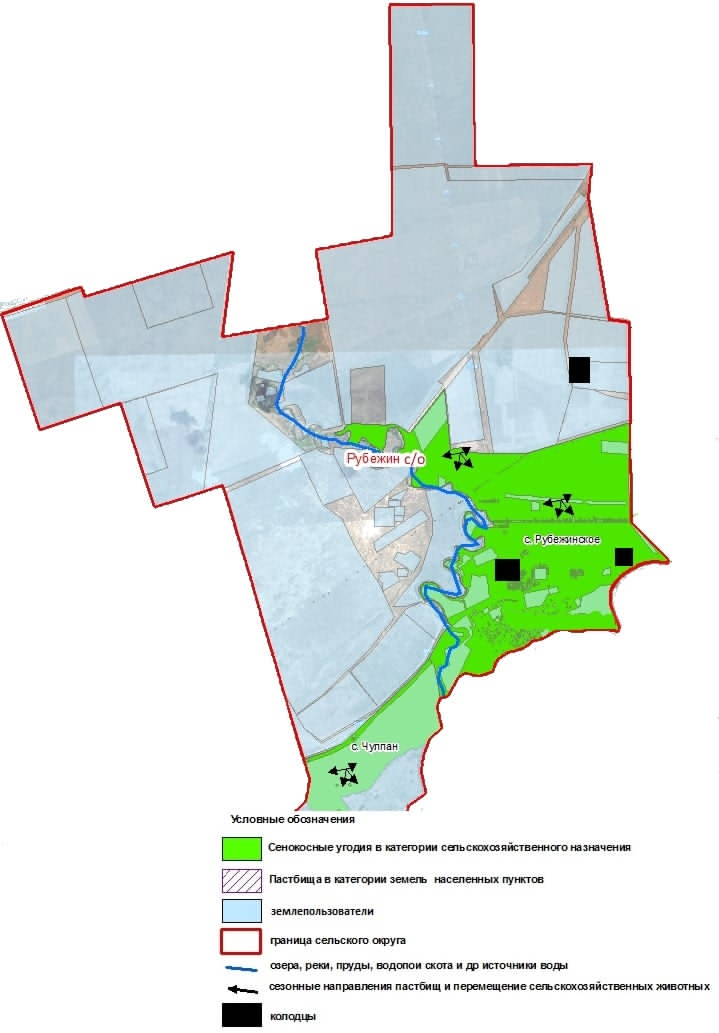 Рубежин с/о
с. Рубежинское
с. Чуппан
Условные обозначения
Сенокосные угодия в категории сельскохозяйственного назначения
Пастбища в категории земель населенных пунктов
землепользователи
граница сельского округа
озера, реки, пруды, водопои скота и др источники воды
сезонные направления пастбищ и перемещение сельскохозяйственных животных
колодцы